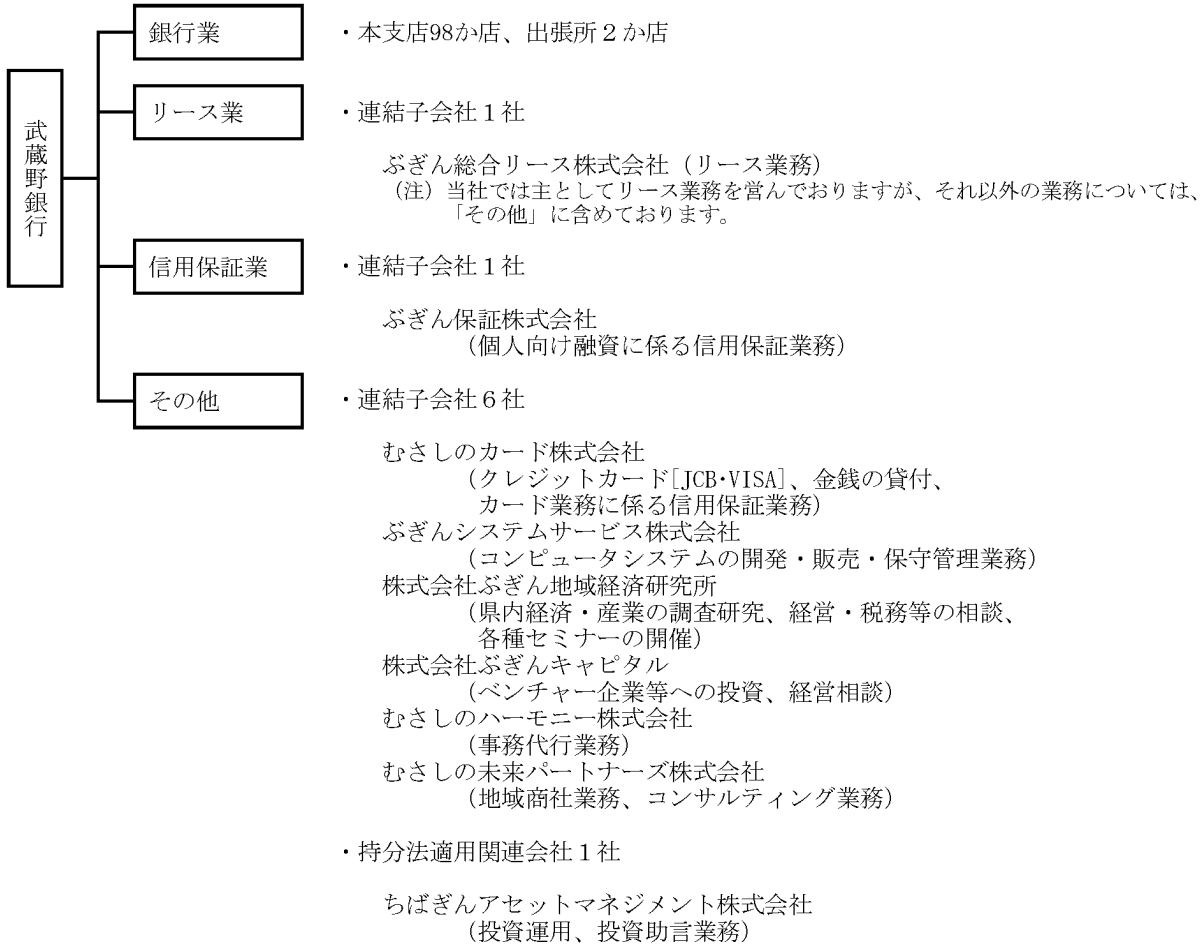 武蔵野銀行
銀行業
・本支店98か店、出張所２か店
リース業
・連結子会社１社
ぶぎん総合リース株式会社（リース業務）
（注）当社では主としてリース業務を営んでおりますが、それ以外の業務については、
「その他」に含めております。
信用保証業
・連結子会社１社
ぶぎん保証株式会社
（個人向け融資に係る信用保証業務）
その他
・連結子会社６社
むさしのカード株式会社
（クレジットカード[JCB･VISA]、金銭の貸付、
カード業務に係る信用保証業務）
ぶぎんシステムサービス株式会社
（コンピュータシステムの開発・販売・保守管理業務）
株式会社ぶぎん地域経済研究所
（県内経済・産業の調査研究、経営・税務等の相談、
各種セミナーの開催）
株式会社ぶぎんキャピタル
（ベンチャー企業等への投資、経営相談）
むさしのハーモニー株式会社
（事務代行業務）
むさしの未来パートナーズ株式会社
（地域商社業務、コンサルティング業務）
・持分法適用関連会社１社
ちばぎんアセットマネジメント株式会社
（投資運用、投資助言業務）